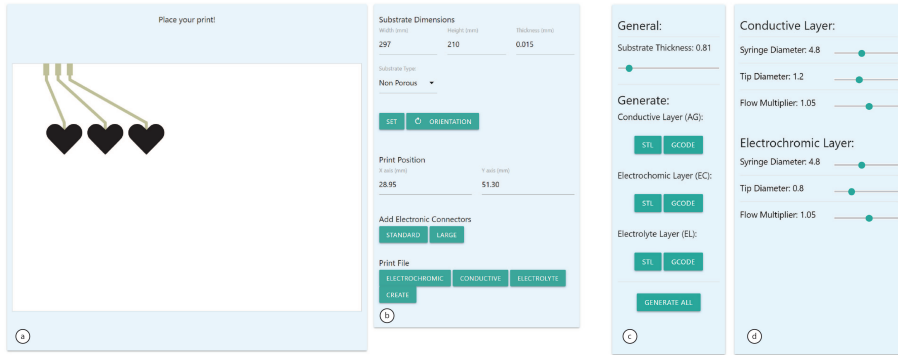 Place your print!
a
Substrate Dimensions
Width (mm) Height (mm) Thickness (mm)
297 210 0.015
Substrate Type:
Non Porous
SET ORIENTATION
Print Position
X axis (mm) Y axis (mm)
28.95 51.30
Add Electronic Connectors
STANDARD LARGE
Print File
ELECTROCHROMIC CONDUCTIVE ELECTROLYTE
CREATE
b
General:
Substrate Thickness: 0.81
Generate:
Conductive Layer (AG):
STL GCODE
Electrochomic Layer (EC):
STL GCODE
Electrolyte Layer (EL):
STL GCODE
GENERATE ALL
c
Conductive Layer:
Syringe Diameter: 4.8
Tip Diameter: 1.2
Flow Multiplier: 1.05
Electrochromic Layer:
Syringe Diameter: 4.8
Tip Diameter: 0.8
Flow Multiplier: 1.05
d